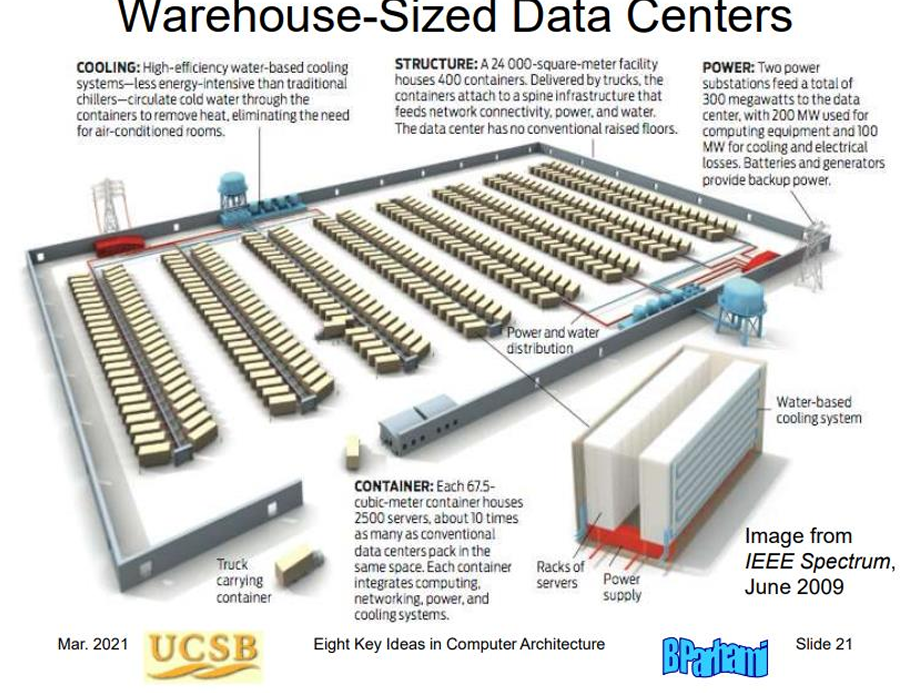 Warehouse-Sized Data Centers
COOLING: High-efficiency water-based cooling
systems—less energy-intensive than traditional
chillers—circulate cold water through the
containers to remove heat, eliminating the need
for air-conditioned rooms.
STRUCTURE: A 24 000-square-meter facility
houses 400 containers. Delivered by trucks, the
containers attach to a spine infrastructure that
feeds network connectivity, power, and water.
The data center has no conventional raised floors.
POWER: Two power
substations feed a total of
300 megawatts to the data
center, with 200 MW used for
computing equipment and 100
MW for cooling and electrical
losses. Batteries and generators
provide backup power.
Power and water
distribution
Water-based
cooling system
CONTAINER: Each 67.5-
cubic-meter container houses
2500 servers, about 10 times
as many as conventional
data centers pack in the
same space. Each container
integrates computing,
networking, power, and
cooling systems.
Truck
carrying
container
Racks of
servers
Power
supply
Image from
IEEE Spectrum,
June 2009
Mar. 2021
UCSB
Eight Key Ideas in Computer Architecture
BParhami
Slide 21